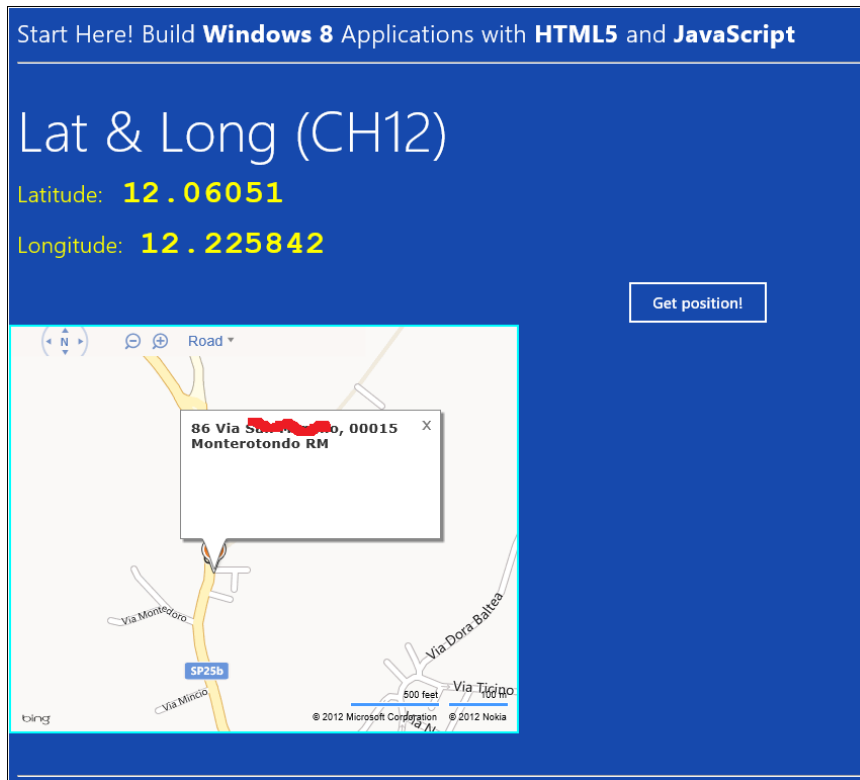 Start Here! Build Windows 8 Applications with HTML5 and JavaScript
Lat & Long (CH12)
Latitude: 12.06051
Longitude: 12.225842
Get position!
N
Road
86 Via, 00015
X
Monterotondo RM
Via Montedoro
Via Dora Baltea
SP25b
Via Mincio
Via Ticino
500 feet 100 m
bing
© 2012 Microsoft Corporation © 2012 Nokia